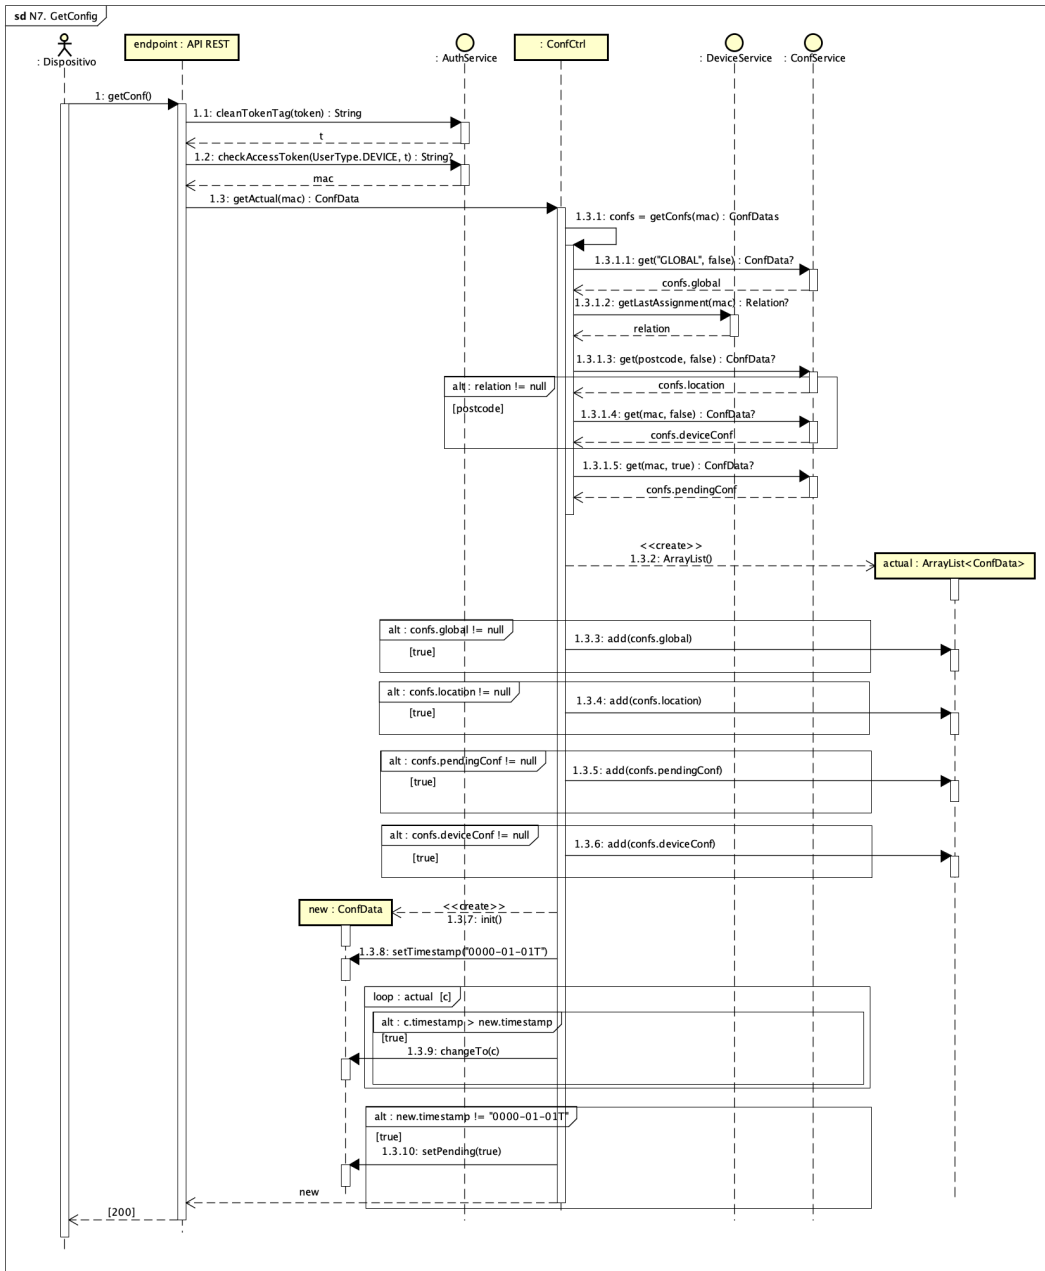 sd N7. GetConfig
: Dispositivo
endpoint : API REST
: AuthService
: ConfCtrl
: DeviceService
: ConfService
1: getConf()
1.1: cleanTokenTag(token) : String
t
1.2: checkAccessToken(UserType.DEVICE, t) : String?
mac
1.3: getActual(mac) : ConfData
1.3.1: confs = getConfs(mac) : ConfDatas
1.3.1.1: get("GLOBAL", false) : ConfData?
confs.global
1.3.1.2: getLastAssignment(mac) : Relation?
relation
1.3.1.3: get(postcode, false) : ConfData?
alt : relation != null
confs.location
[postcode]
1.3.1.4: get(mac, false) : ConfData?
confs.deviceConf
1.3.1.5: get(mac, true) : ConfData?
confs.pendingConf
<<create>>
1.3.2: ArrayList()
actual : ArrayList<ConfData>
alt : confs.global != null
1.3.3: add(confs.global)
[true]
alt : confs.location != null
1.3.4: add(confs.location)
[true]
alt : confs.pendingConf != null
1.3.5: add(confs.pendingConf)
[true]
alt : confs.deviceConf != null
1.3.6: add(confs.deviceConf)
[true]
new : ConfData
<<create>>
1.3.7: init()
1.3.8: setTimestamp("0000-01-01T")
loop : actual [c]
alt : c.timestamp > new.timestamp
[true]
1.3.9: changeTo(c)
alt : new.timestamp != "0000-01-01T"
[true]
1.3.10: setPending(true)
new
[200]